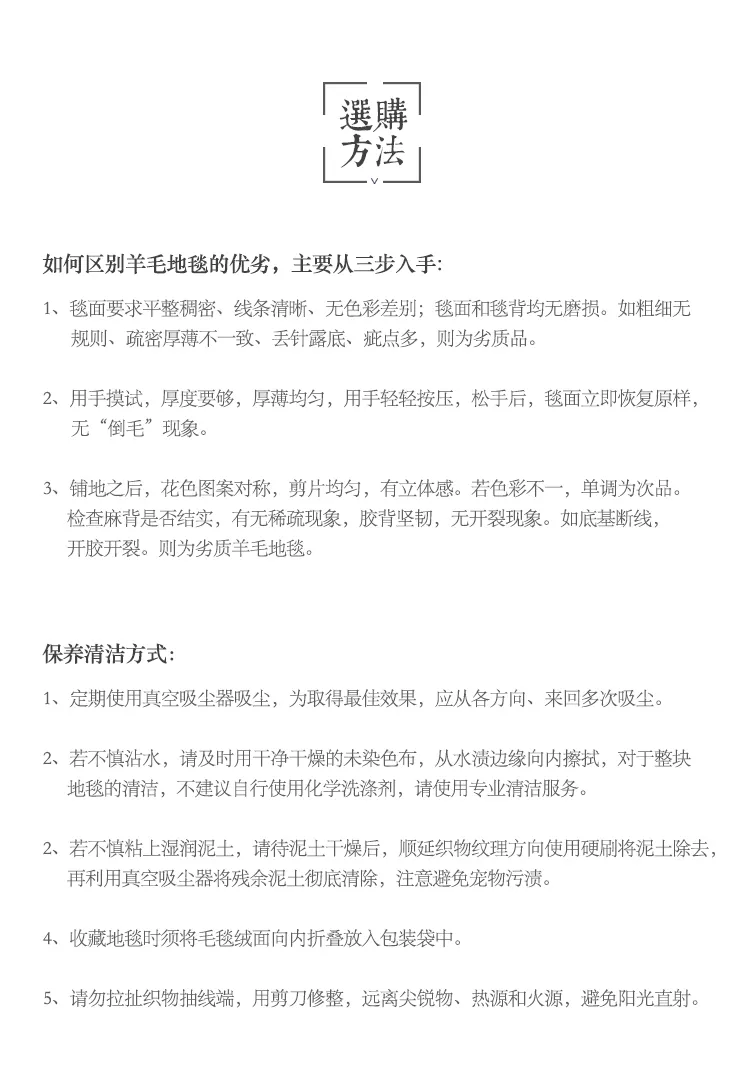 選購
方法
如何区别羊毛地毯的优劣，主要从三步入手:
1、毯面要求平整稠密、线条清晰、无色彩差别；毯面和毯背均无磨损。如粗细无
规则、疏密厚薄不一致、丢针露底、疵点多，则为劣质品。
2、用手摸试，厚度要够，厚薄均匀，用手轻轻按压，松手后，毯面立即恢复原样，
无“倒毛”现象。
3、铺地之后，花色图案对称，剪片均匀，有立体感。若色彩不一，单调为次品。
检查麻背是否结实，有无稀疏现象，胶背坚韧，无开裂现象。如底基断线，
开胶开裂。则为劣质羊毛地毯。
保养清洁方式:
1、定期使用真空吸尘器吸尘，为取得最佳效果，应从各方向、来回多次吸尘。
2、若不慎沾水，请及时用干净干燥的未染色布，从水渍边缘向内擦拭，对于整块
地毯的清洁，不建议自行使用化学洗涤剂，请使用专业清洁服务。
2、若不慎粘上湿润泥土，请待泥土干燥后，顺延织物纹理方向使用硬刷将泥土除去，
再利用真空吸尘器将残余泥土彻底清除，注意避免宠物污渍。
4、收藏地毯时须将毛毯绒面向内折叠放入包装袋中。
5、请勿拉扯织物抽线端，用剪刀修整，远离尖锐物、热源和火源，避免阳光直射。